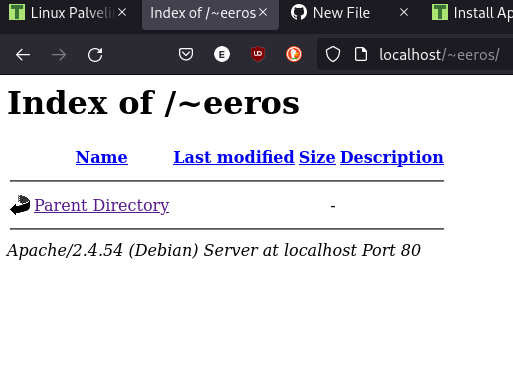 Linux Palveli Index of /~eeros New File Install Ap
E UD localhost/~eeros/
Index of /~eeros
Name Last modified Size Description
Parent Directory -
Apache/2.4.54 (Debian) Server at localhost Port 80